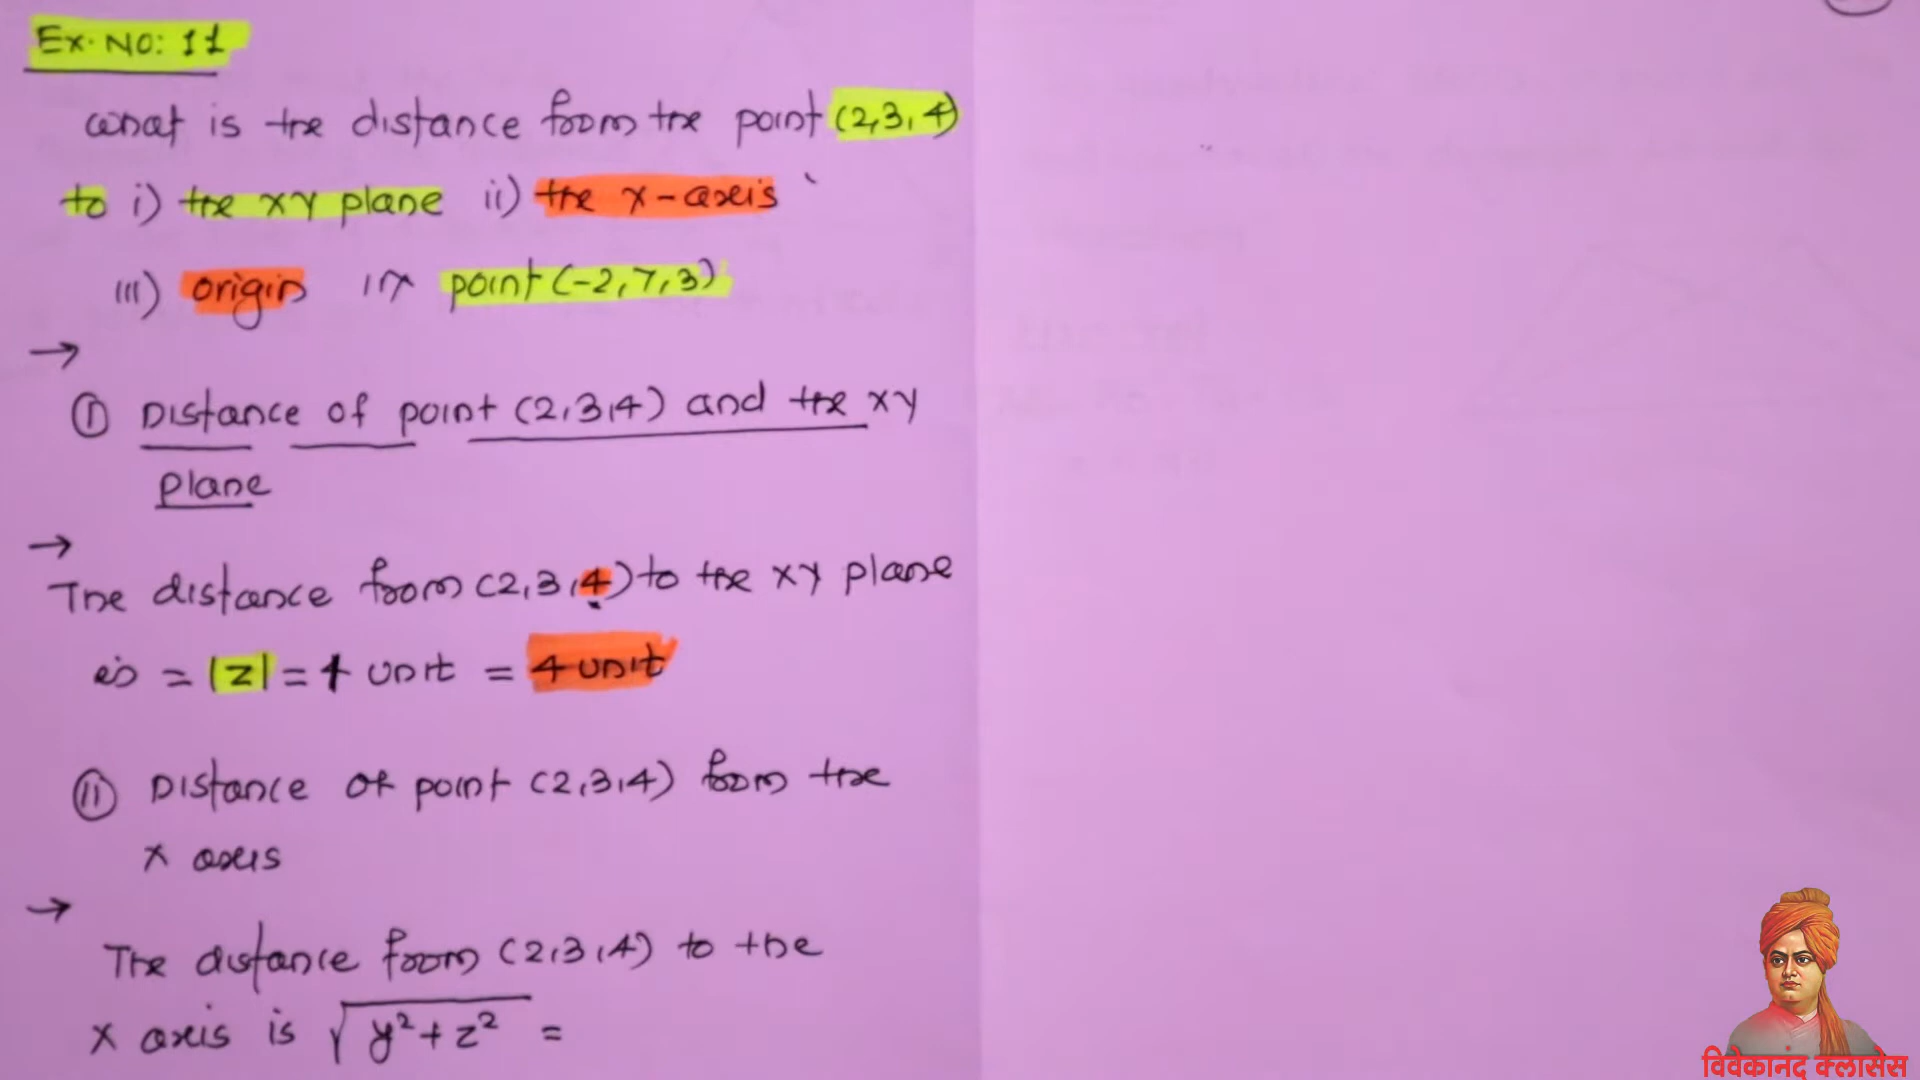 Ex. NO: 11
what is the distance from the point (2,3,4)
to i) the xy plane ii) the x-axis
iii) origin iv) point (-2,7,3)
→
① Distance of point (2,3,4) and the xy
plane
→
The distance from (2,3,4) to the xy plane
is = |z| = 4 unit = 4 unit
② Distance of point (2,3,4) from the
x axis
→
The distance from (2,3,4) to the
x axis is √y²+z² =
विवेकानंद क्लासेस